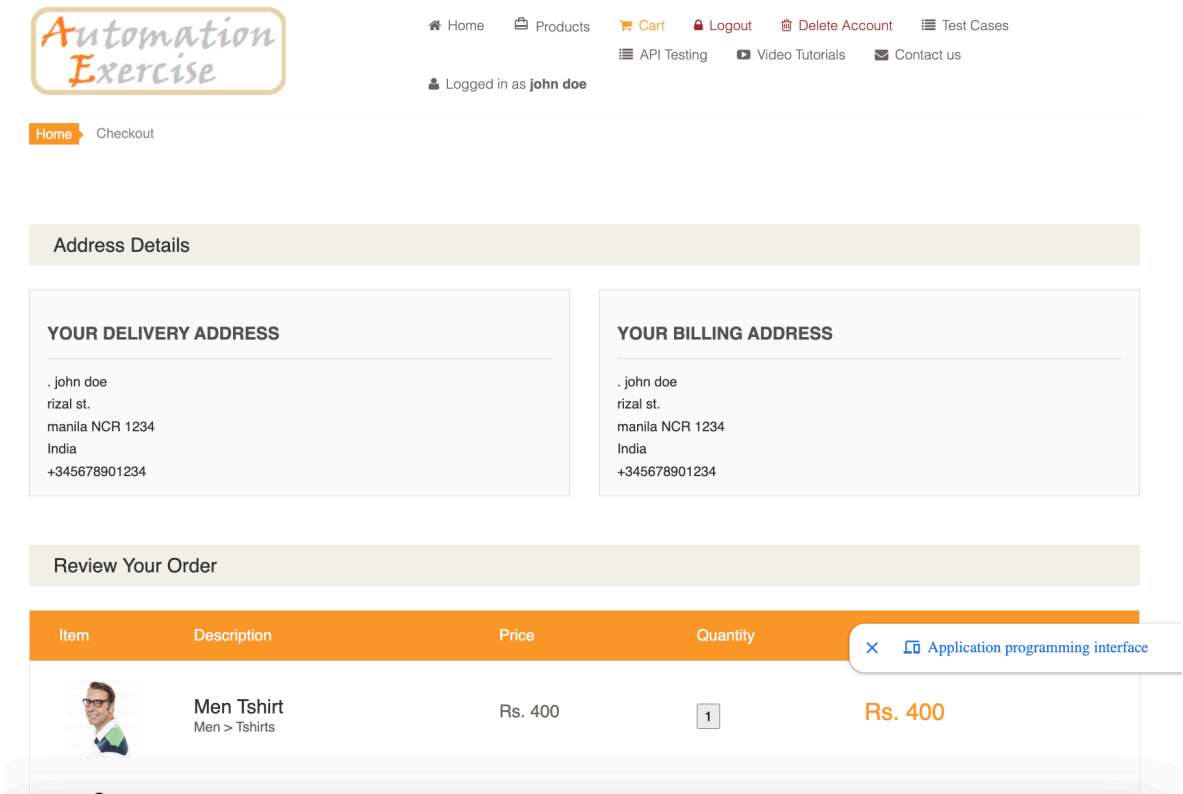 Automation
Exercise
Home
Products
Cart
Logout
Delete Account
Test Cases
API Testing
Video Tutorials
Contact us
Logged in as john doe
Home
Checkout
Address Details
YOUR DELIVERY ADDRESS
. john doe
rizal st.
manila NCR 1234
India
+345678901234
YOUR BILLING ADDRESS
. john doe
rizal st.
manila NCR 1234
India
+345678901234
Review Your Order
Item Description Price Quantity
Application programming interface
Men Tshirt
Men > Tshirts
Rs. 400
1
Rs. 400